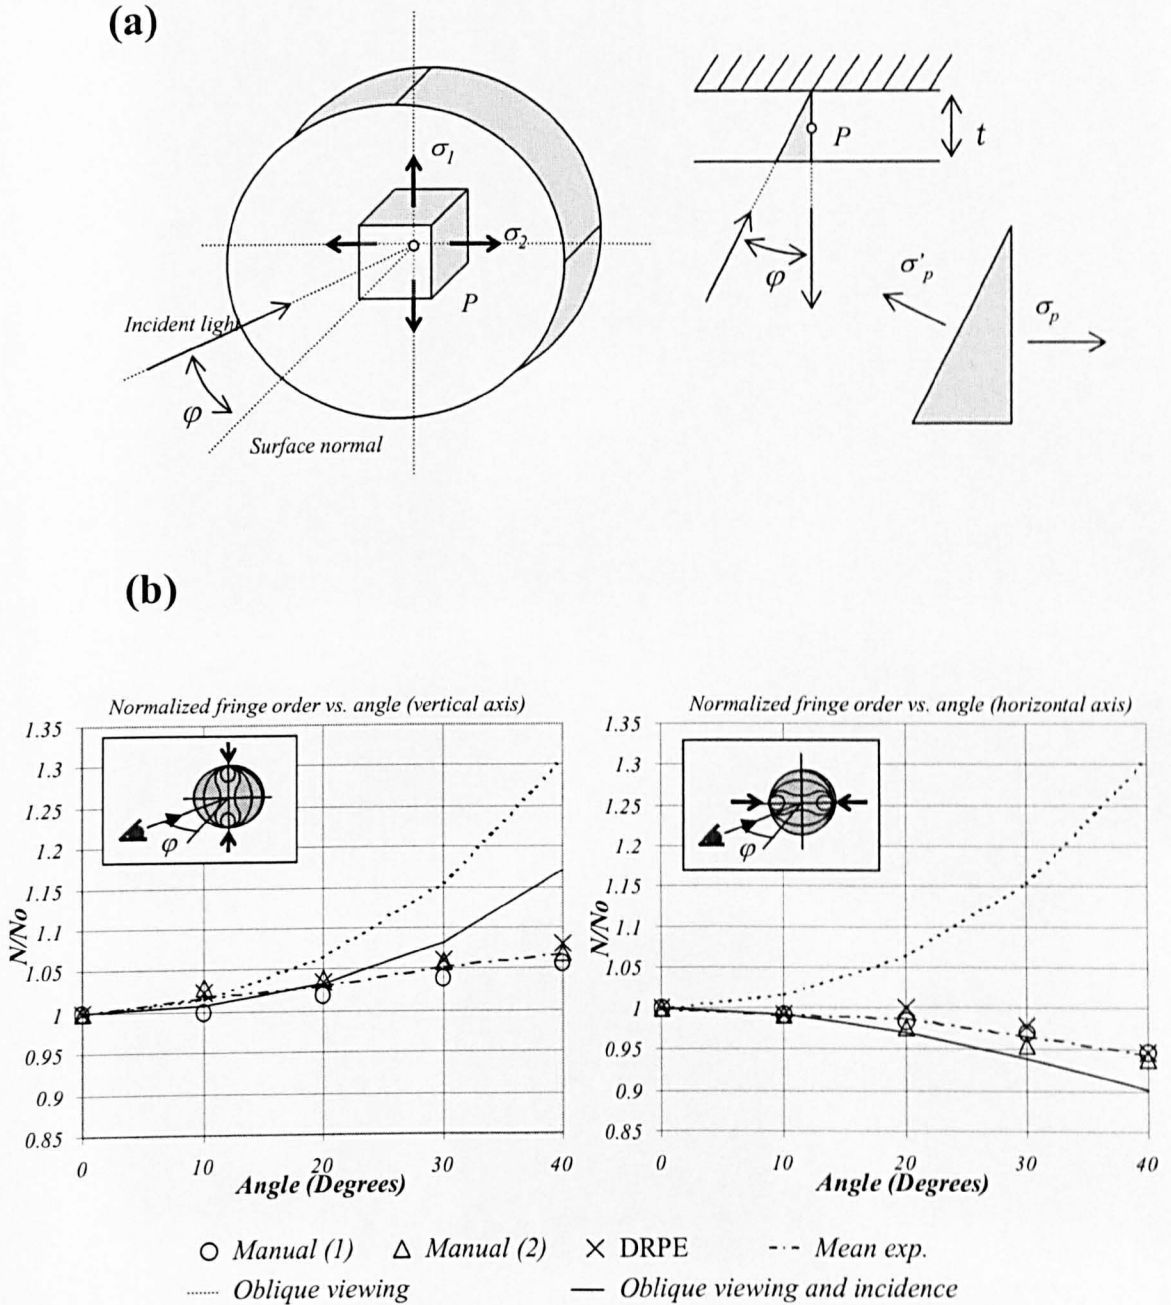 (a)
σ1
σ2
P
Incident light
φ
Surface normal
P
t
φ
σ'p
σp
(b)
Normalized fringe order vs. angle (vertical axis)
1.35
1.3
1.25
1.2
1.15
1.1
1.05
1
0.95
0.9
0.85
N/No
φ
0 10 20 30 40
Angle (Degrees)
Normalized fringe order vs. angle (horizontal axis)
1.35
1.3
1.25
1.2
1.15
1.1
1.05
1
0.95
0.9
0.85
N/No
φ
0 10 20 30 40
Angle (Degrees)
Manual (1) Manual (2) DRPE Mean exp.
Oblique viewing Oblique viewing and incidence